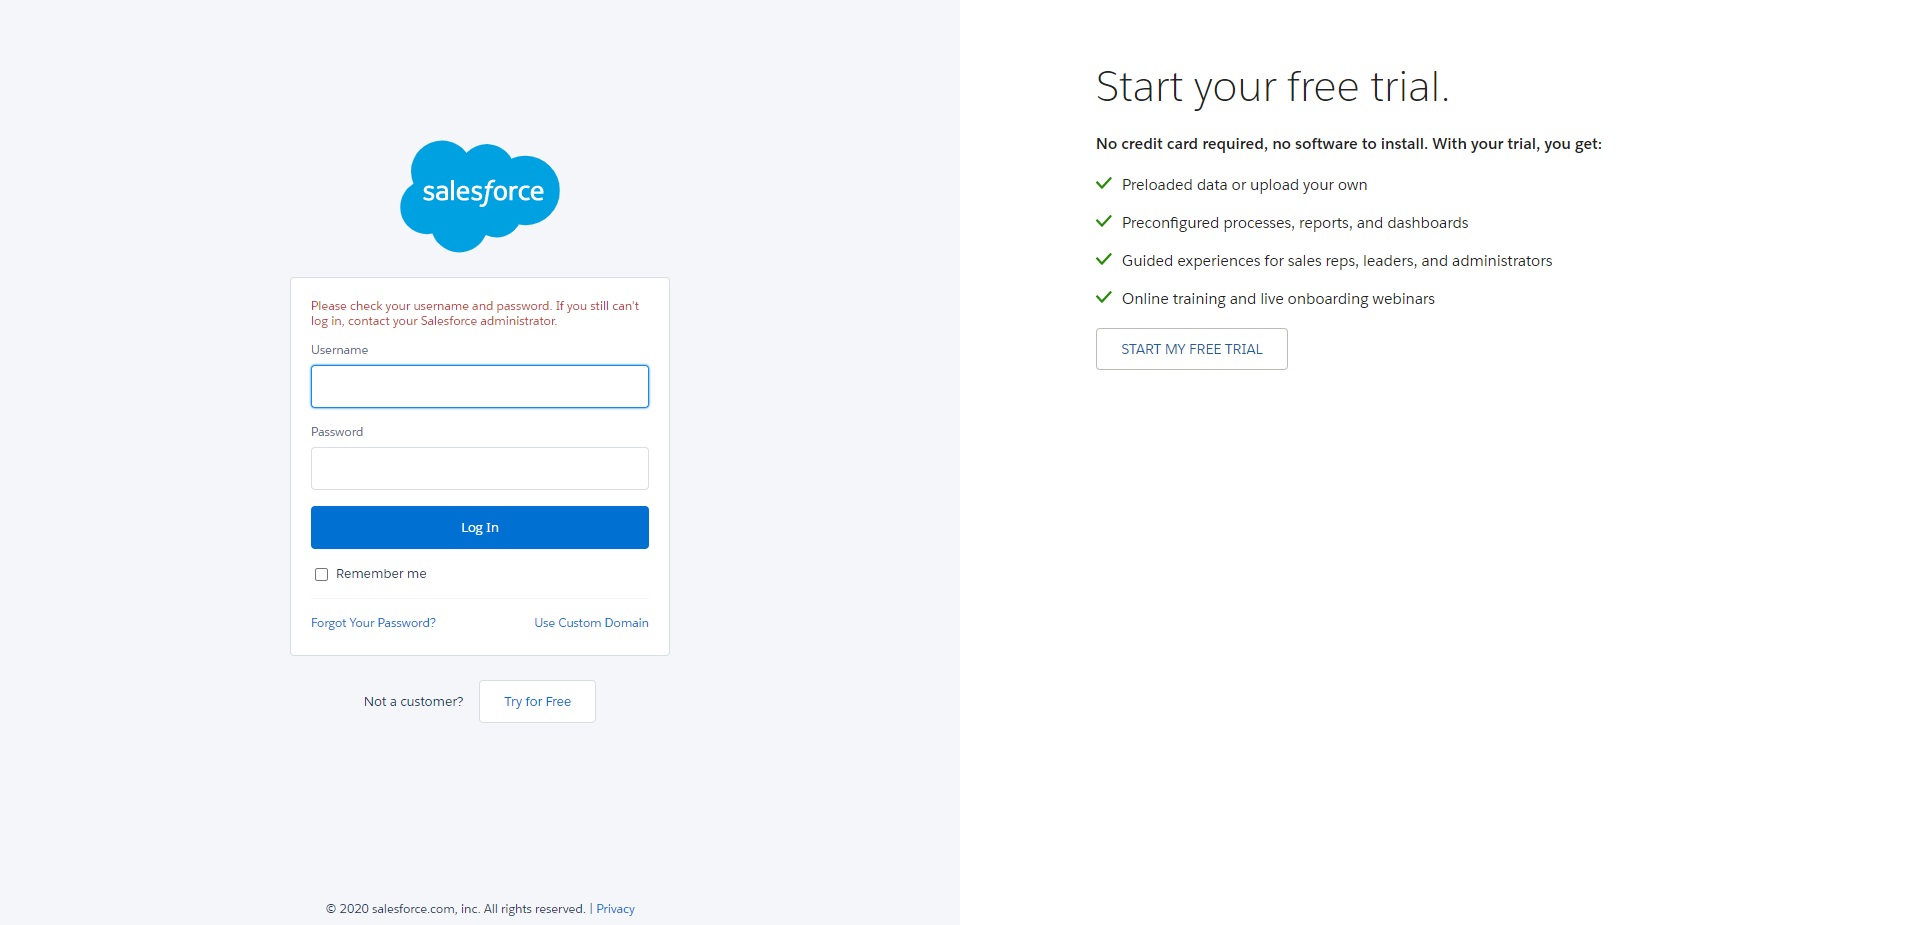 salesforce
Please check your username and password. If you still can't
log in, contact your Salesforce administrator.
Username
Password
Log In
Remember me
Forgot Your Password?
Use Custom Domain
Not a customer?
Try for Free
© 2020 salesforce.com, inc. All rights reserved. | Privacy
Start your free trial.
No credit card required, no software to install. With your trial, you get:
Preloaded data or upload your own
Preconfigured processes, reports, and dashboards
Guided experiences for sales reps, leaders, and administrators
Online training and live onboarding webinars
START MY FREE TRIAL